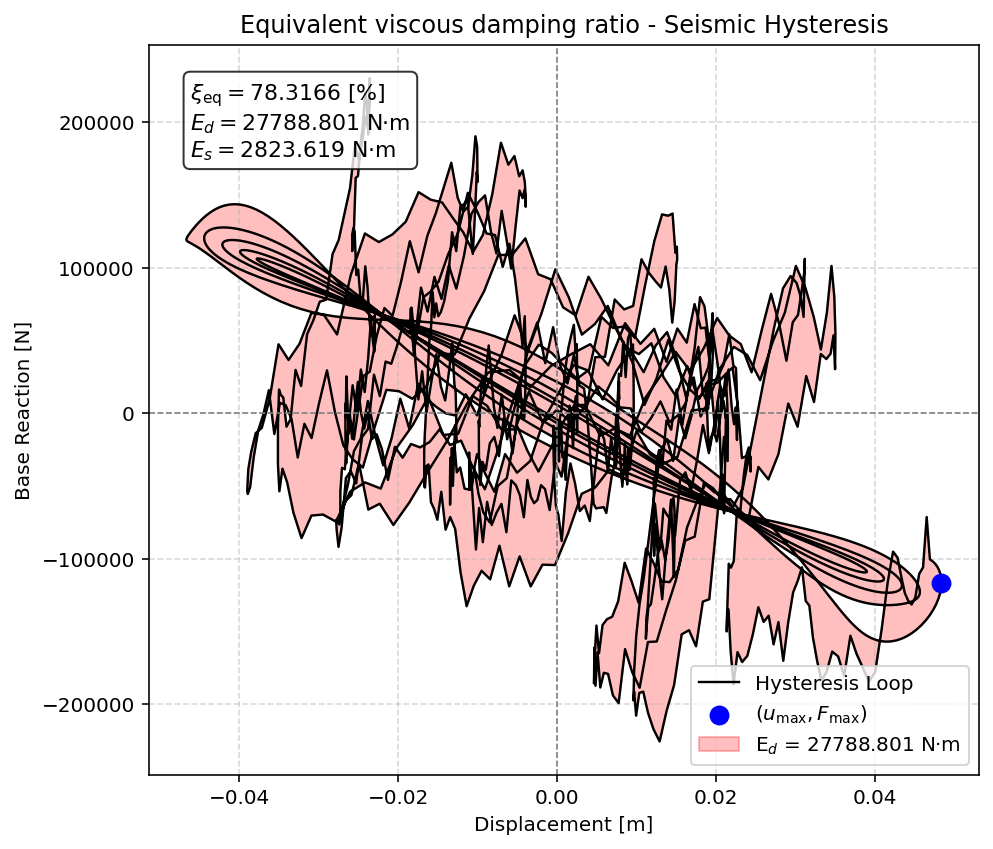 Equivalent viscous damping ratio - Seismic Hysteresis
ξeq = 78.3166 [%]
Ed = 27788.801 N·m
Es = 2823.619 N·m
200000
100000
0
−100000
−200000
Base Reaction [N]
−0.04
−0.02
0.00
0.02
0.04
Displacement [m]
Hysteresis Loop
(umax, Fmax)
Ed = 27788.801 N·m